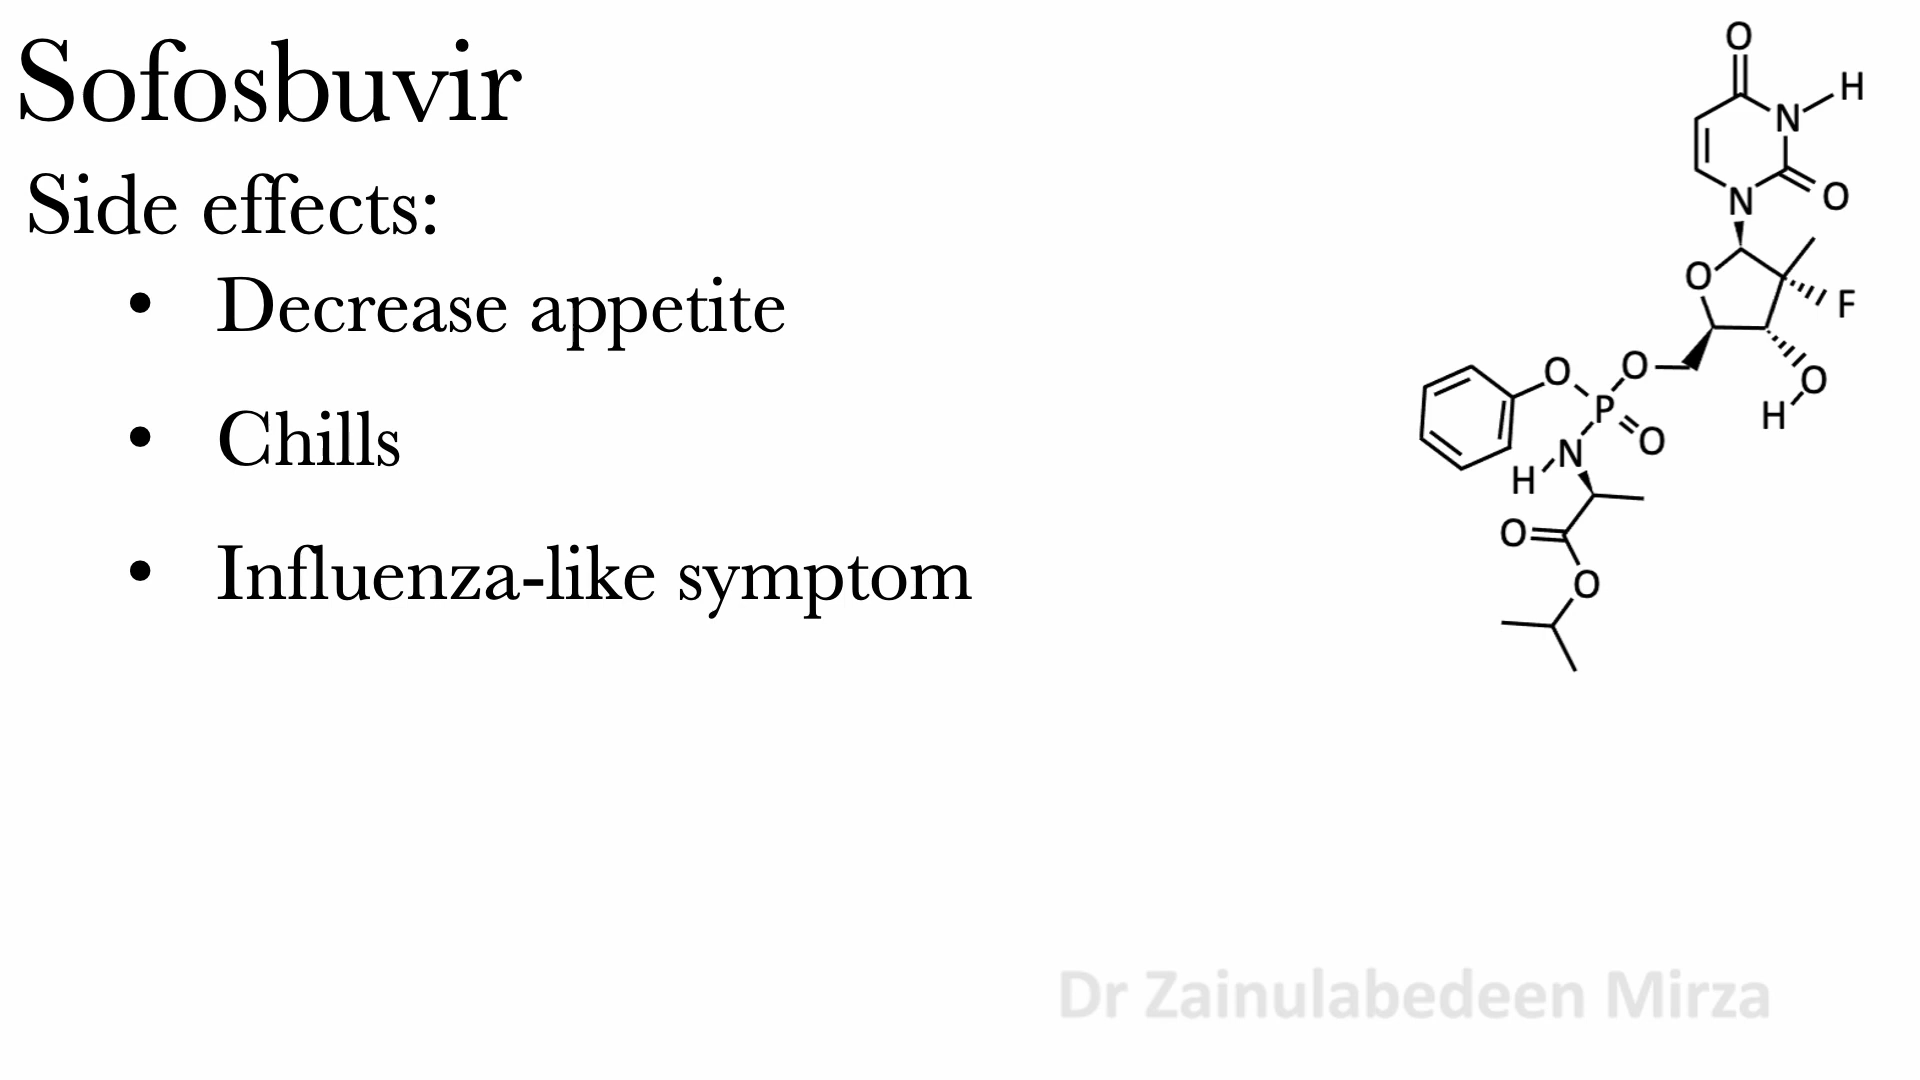 Sofosbuvir
Side effects:
• Decrease appetite
• Chills
• Influenza-like symptom
O
H
N
O
N
O
F
O
O
O
H
P
O
N
H
O
O
Dr Zainulabedeen Mirza